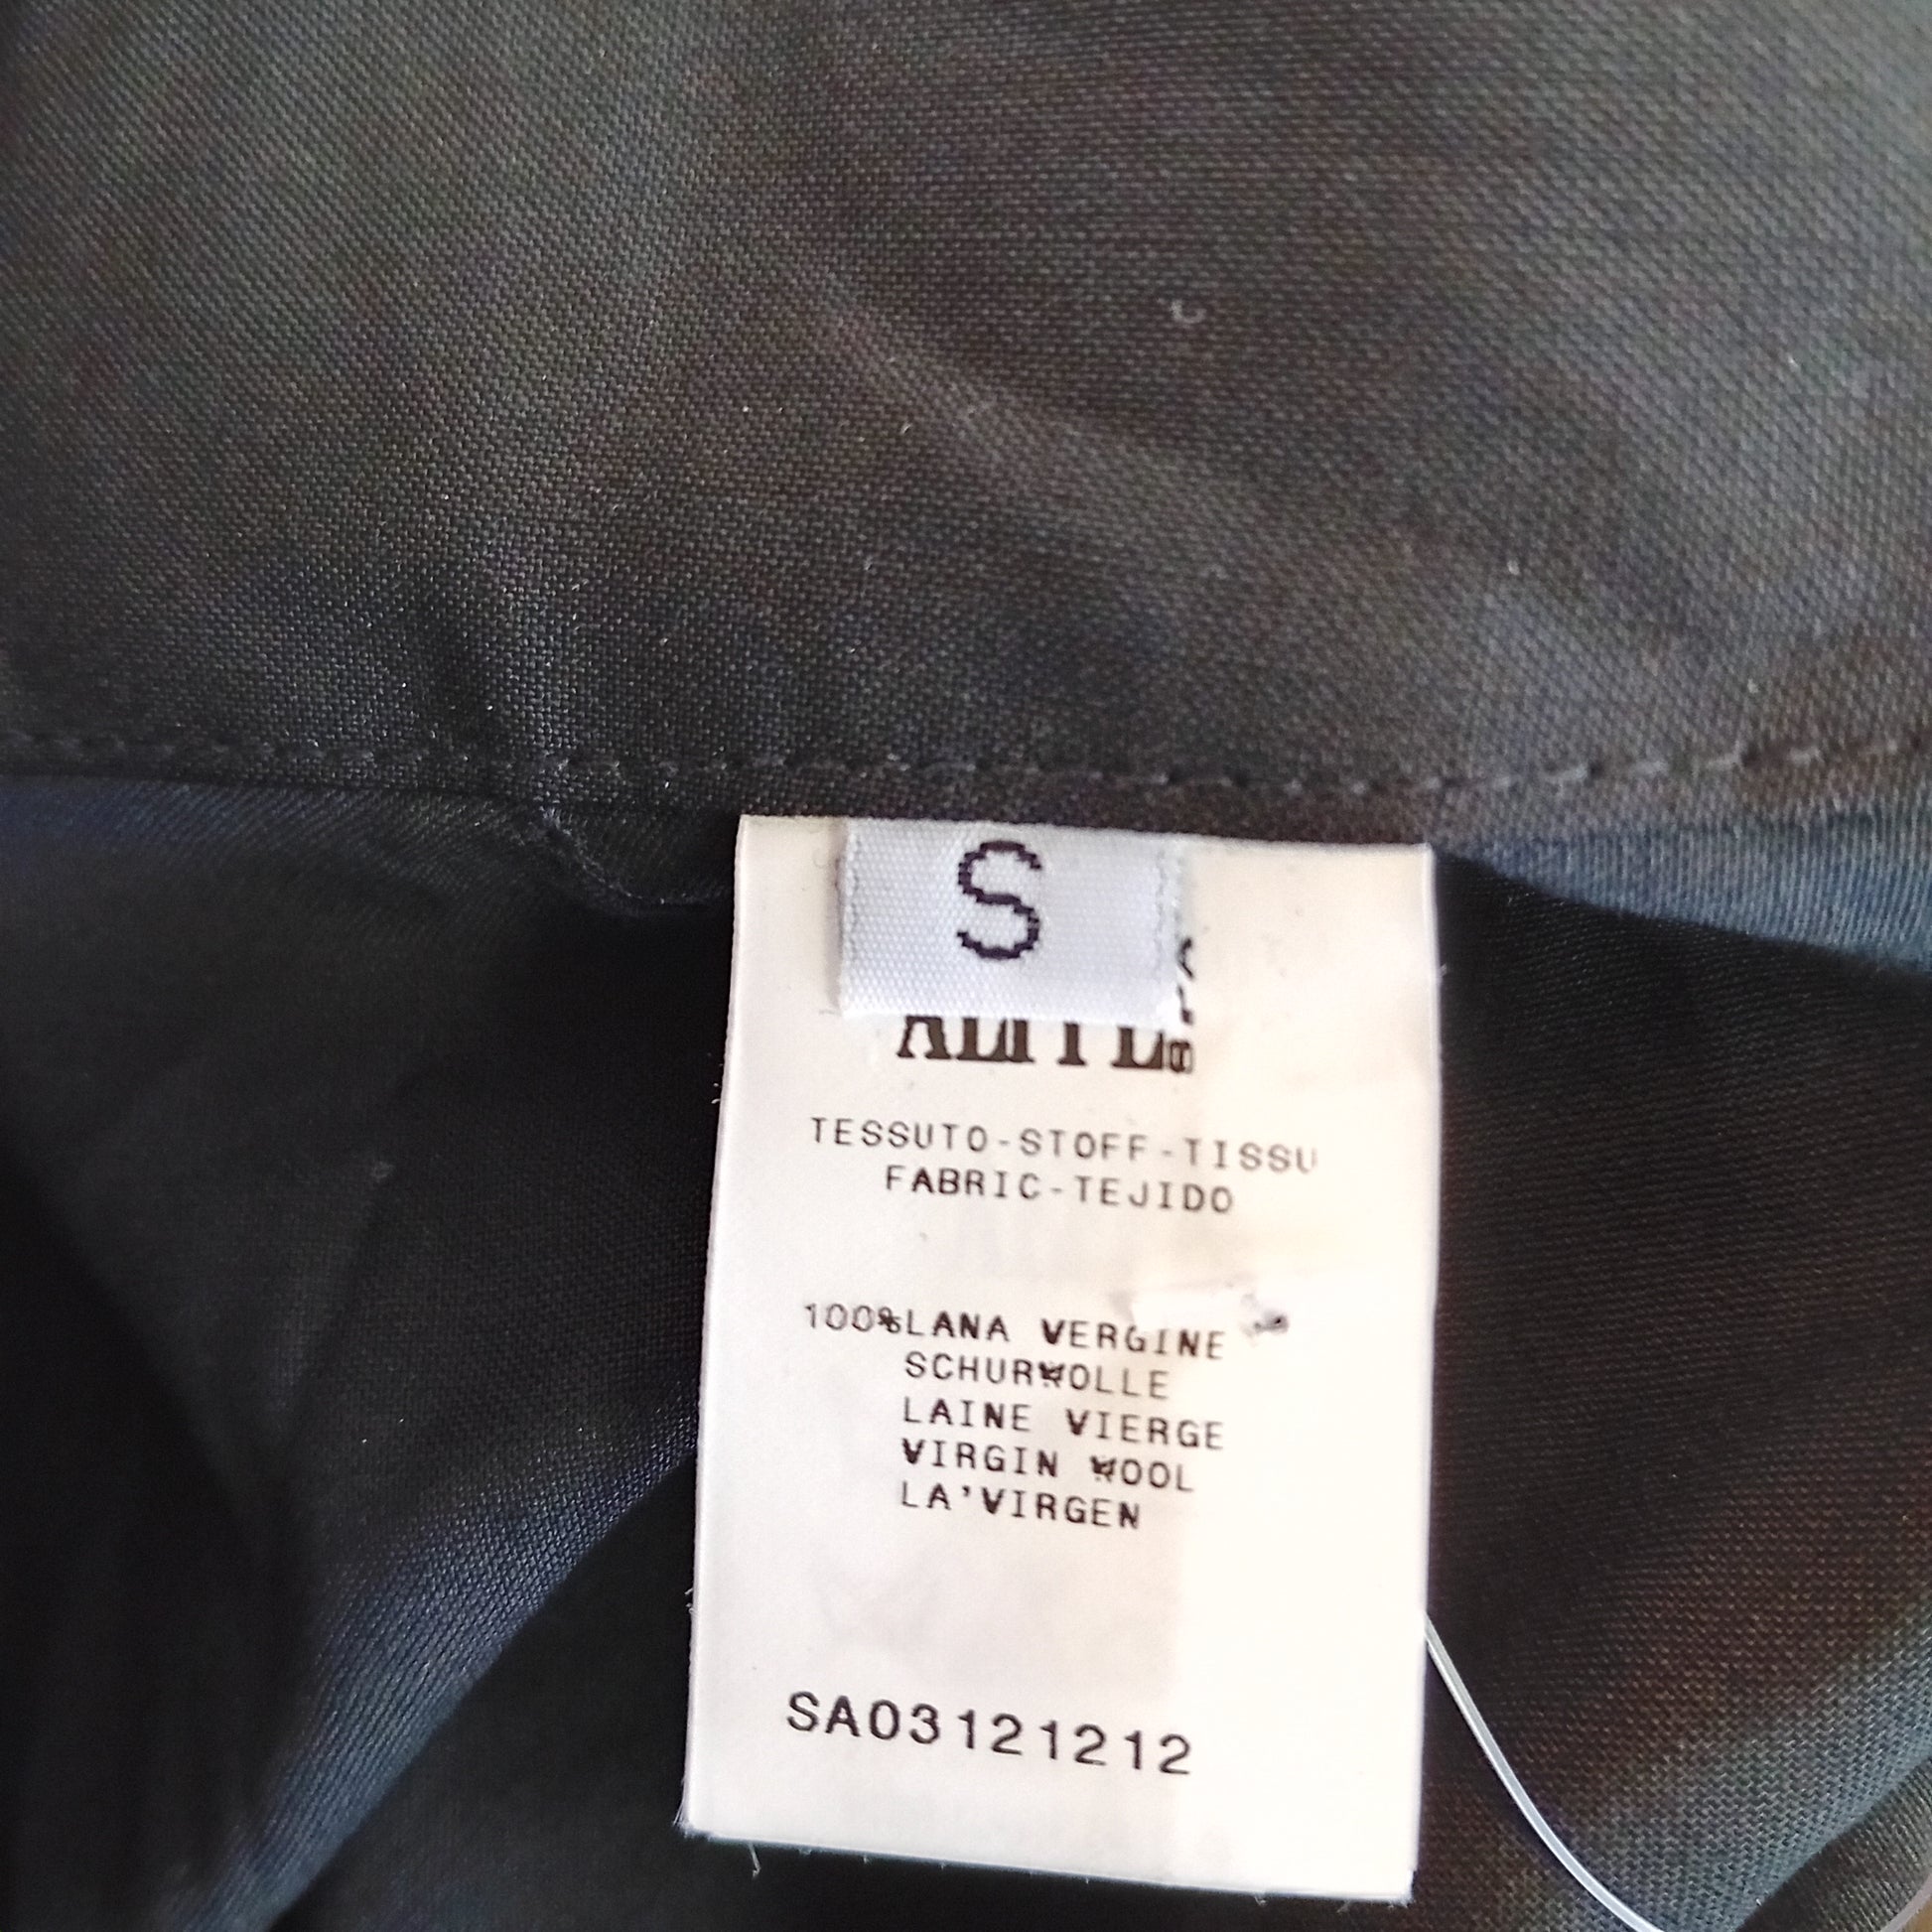 S
TESSUTO-STOFF-TISSU
FABRIC-TEJIDO
100%LANA VERGINE
SCHURWOLLE
LAINE VIERGE
VIRGIN WOOL
LA'VIRGEN
SA03121212